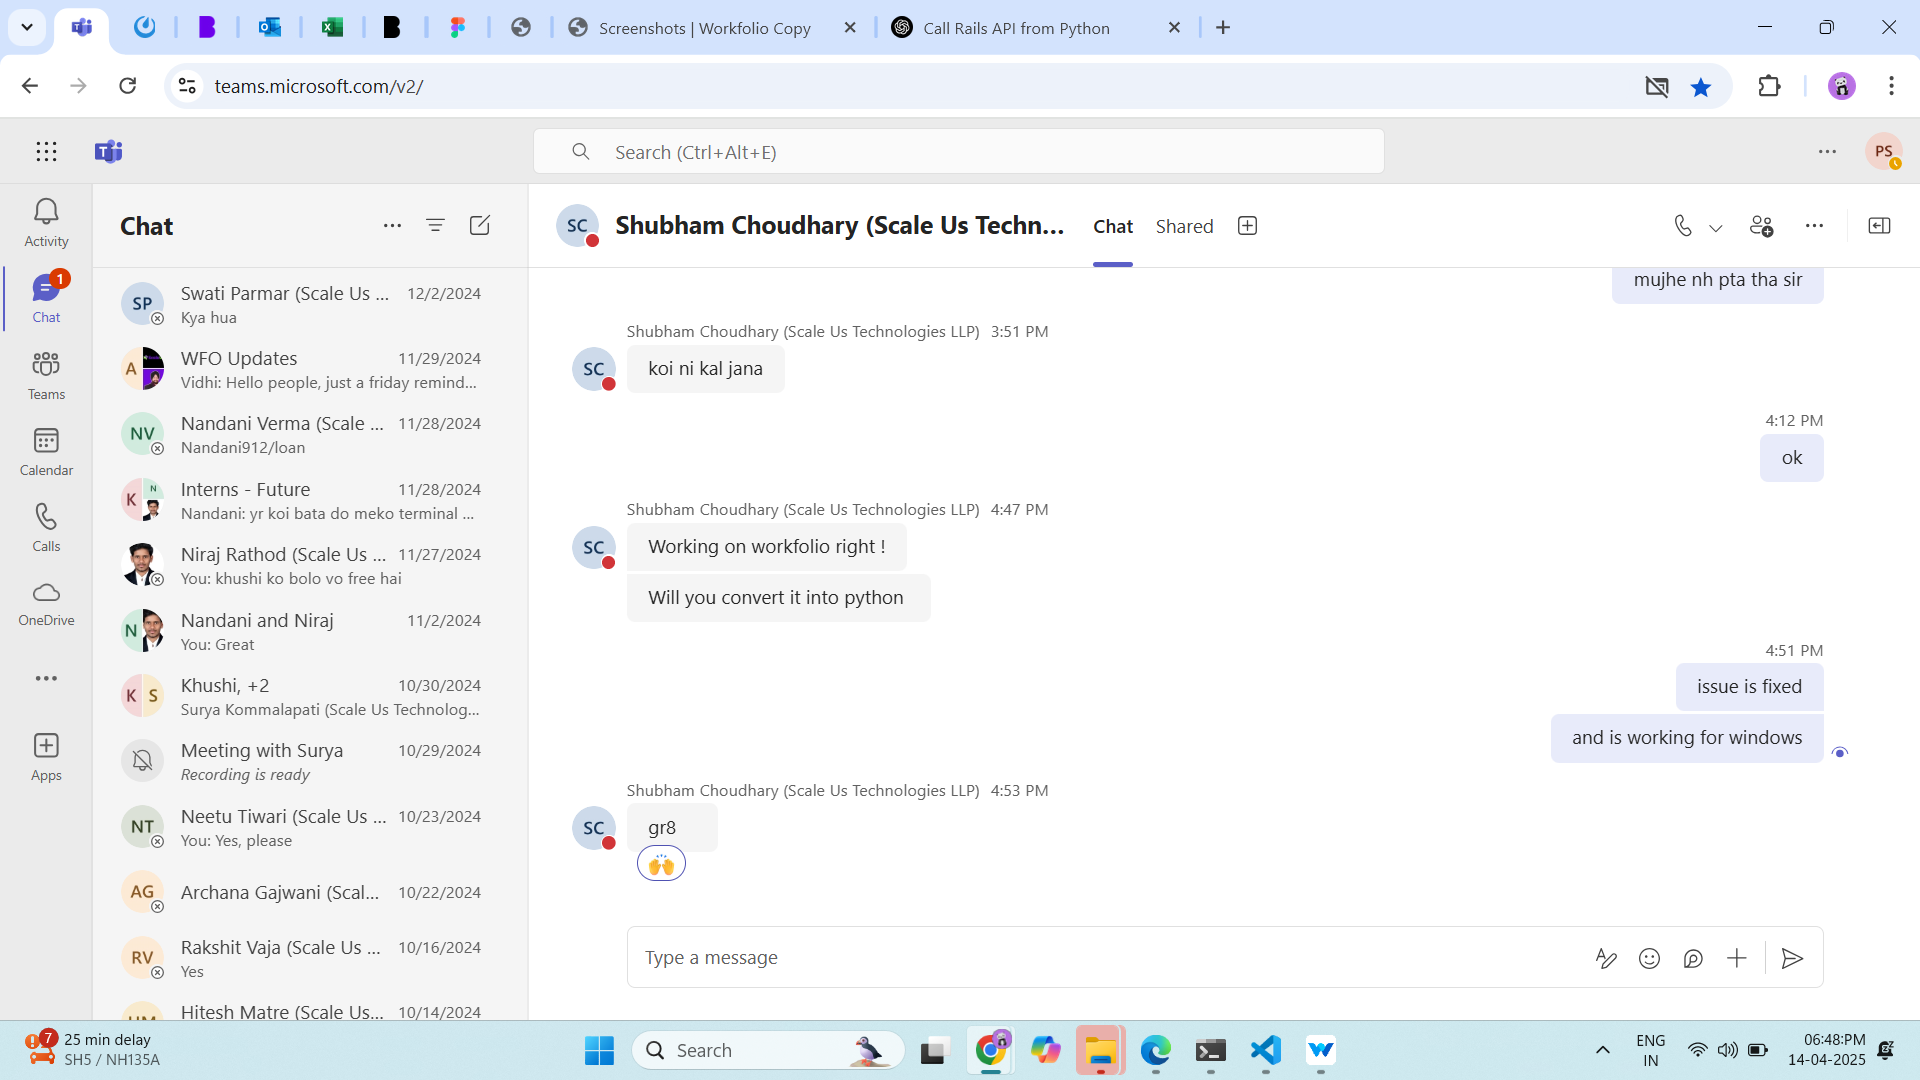 Screenshots | Workfolio Copy
Call Rails API from Python
teams.microsoft.com/v2/
Search (Ctrl+Alt+E)
PS
Activity
1
Chat
Teams
Calendar
Calls
OneDrive
Apps
Chat
SP
Swati Parmar (Scale Us ...
12/2/2024
Kya hua
A
WFO Updates
11/29/2024
Vidhi: Hello people, just a friday remind...
NV
Nandani Verma (Scale ...
11/28/2024
Nandani912/loan
K
N
Interns - Future
11/28/2024
Nandani: yr koi bata do meko terminal ...
Niraj Rathod (Scale Us ...
11/27/2024
You: khushi ko bolo vo free hai
N
Nandani and Niraj
11/2/2024
You: Great
K S
Khushi, +2
10/30/2024
Surya Kommalapati (Scale Us Technolog...
Meeting with Surya
10/29/2024
Recording is ready
NT
Neetu Tiwari (Scale Us ...
10/23/2024
You: Yes, please
AG
Archana Gajwani (Scal...
10/22/2024
RV
Rakshit Vaja (Scale Us ...
10/16/2024
Yes
HM
Hitesh Matre (Scale Us...
10/14/2024
SC
Shubham Choudhary (Scale Us Techn...
Chat
Shared
mujhe nh pta tha sir
Shubham Choudhary (Scale Us Technologies LLP) 3:51 PM
SC
koi ni kal jana
4:12 PM
ok
Shubham Choudhary (Scale Us Technologies LLP) 4:47 PM
SC
Working on workfolio right !
Will you convert it into python
4:51 PM
issue is fixed
and is working for windows
Shubham Choudhary (Scale Us Technologies LLP) 4:53 PM
SC
gr8
Type a message
7
25 min delay
SH5 / NH135A
Search
ENG
IN
06:48:PM
14-04-2025